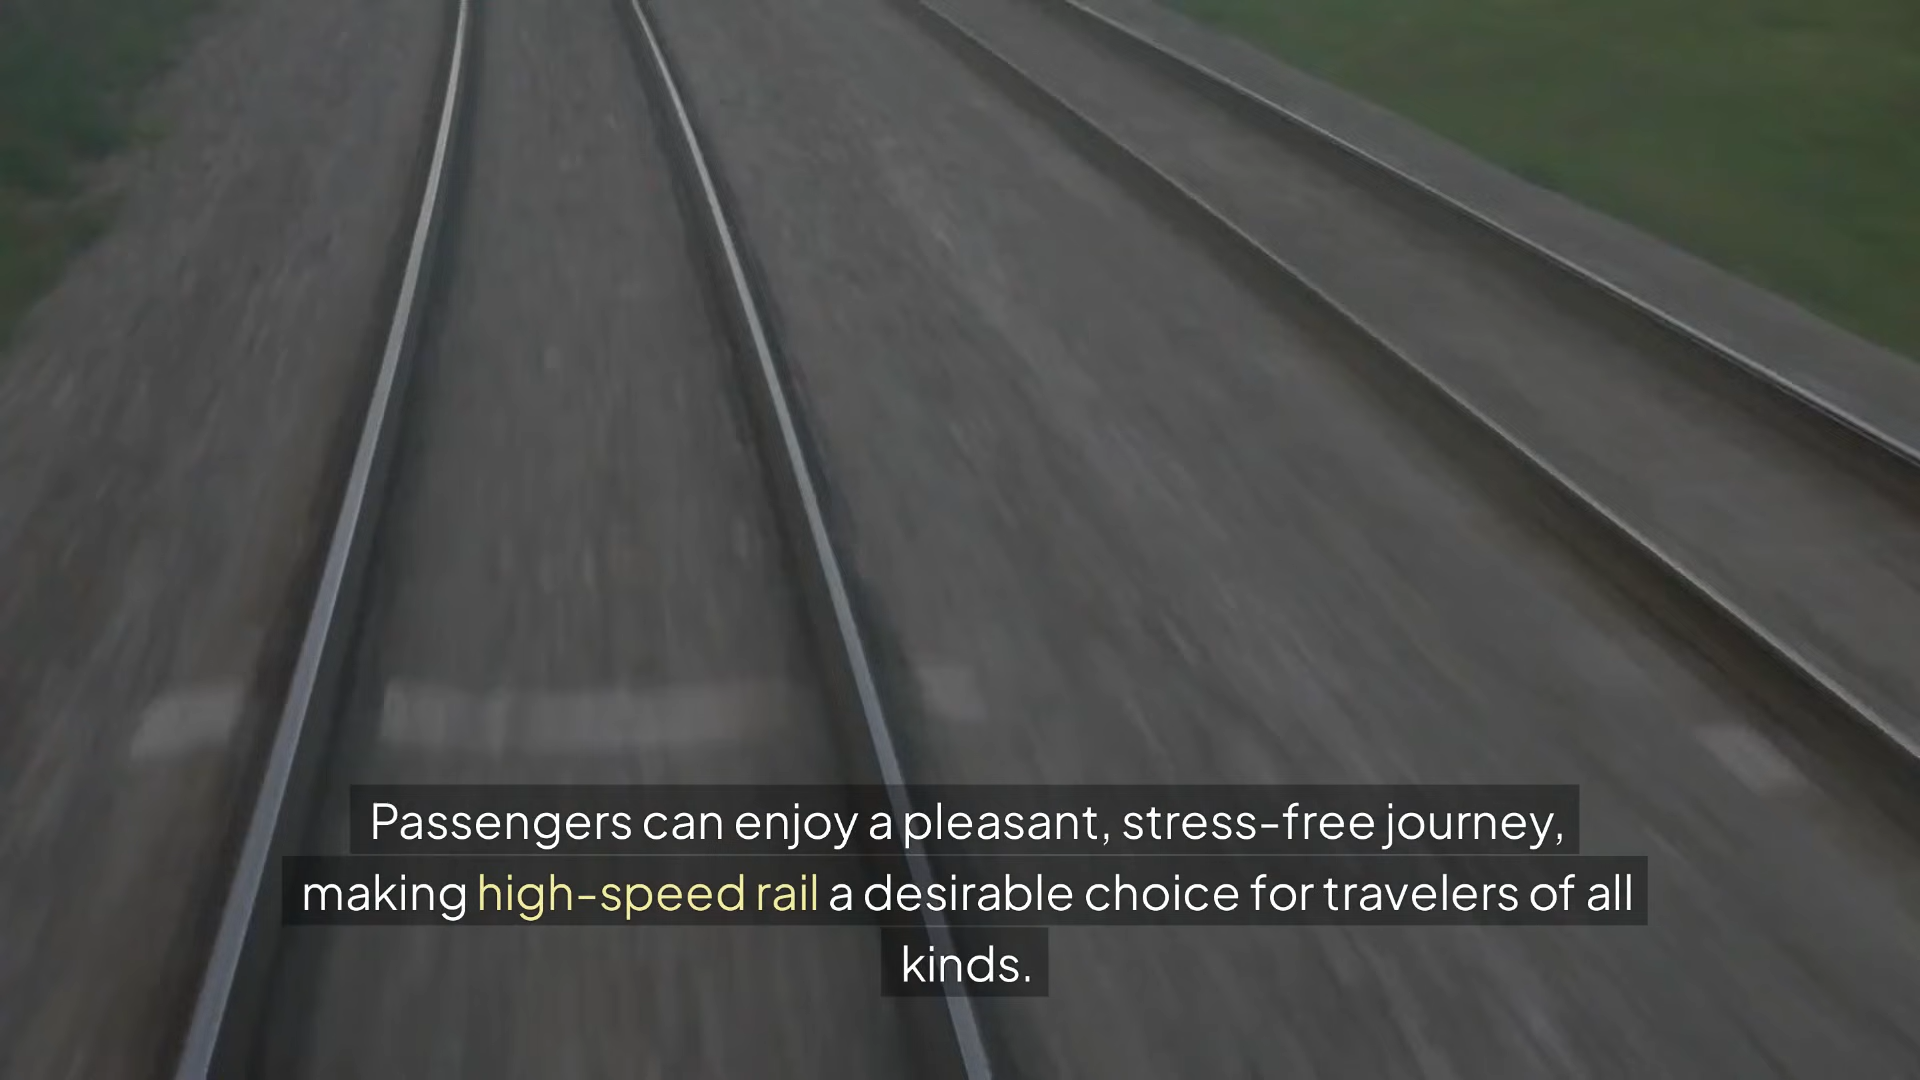 Passengers can enjoy a pleasant, stress-free journey,
making high-speed rail a desirable choice for travelers of all
kinds.